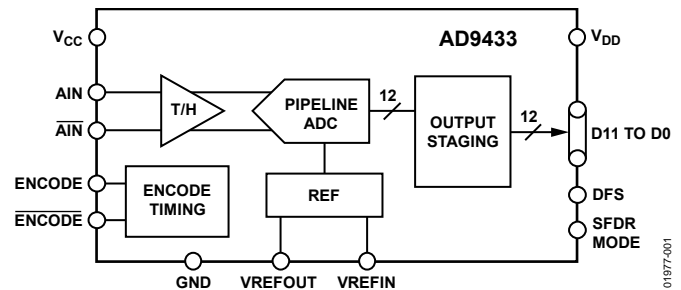 AD9433
VCC
VDD
AIN
AIN
T/H
PIPELINE
ADC
12
OUTPUT
STAGING
12
D11 TO D0
ENCODE
ENCODE
ENCODE
TIMING
REF
DFS
SFDR
MODE
GND
VREFOUT
VREFIN
01977-001